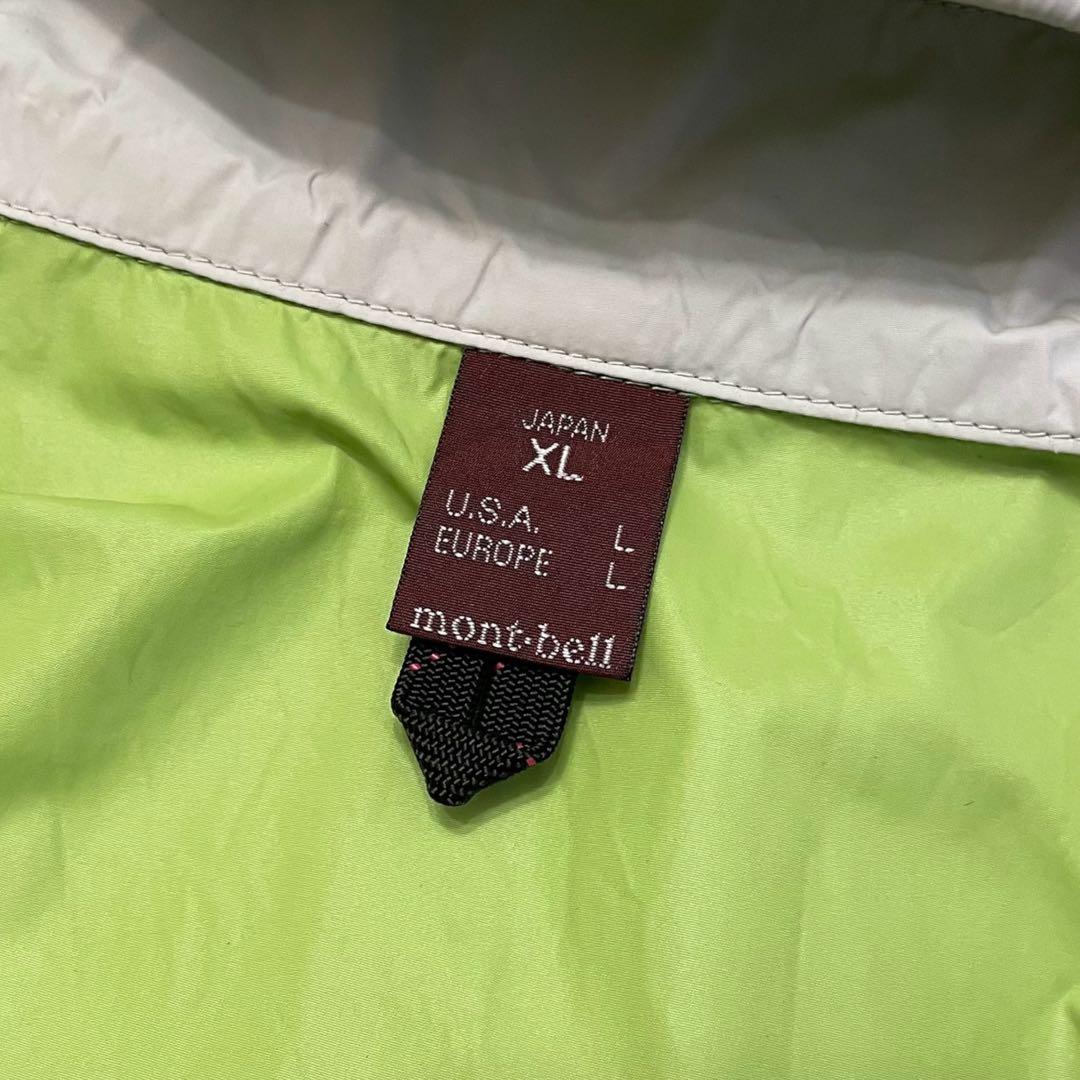 JAPAN
XL
U.S.A. L
EUROPE L
mont·bell